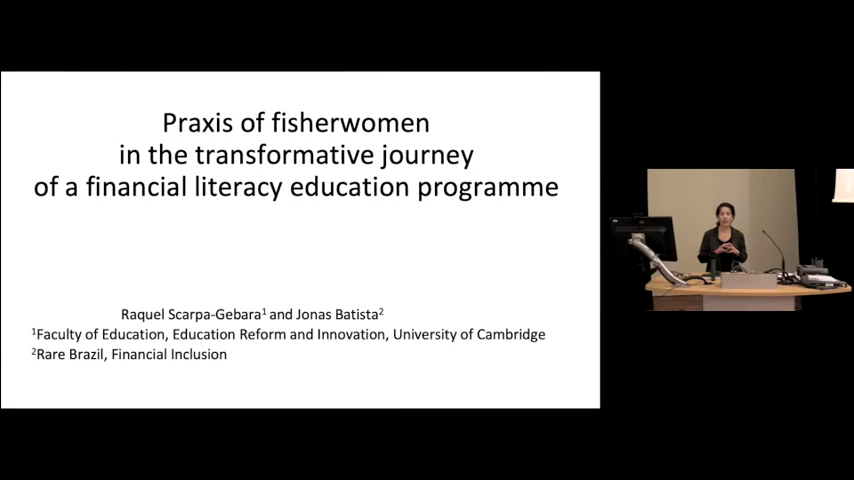 Praxis of fisherwomen
in the transformative journey
of a financial literacy education programme
Raquel Scarpa-Gebara¹ and Jonas Batista²
¹Faculty of Education, Education Reform and Innovation, University of Cambridge
²Rare Brazil, Financial Inclusion